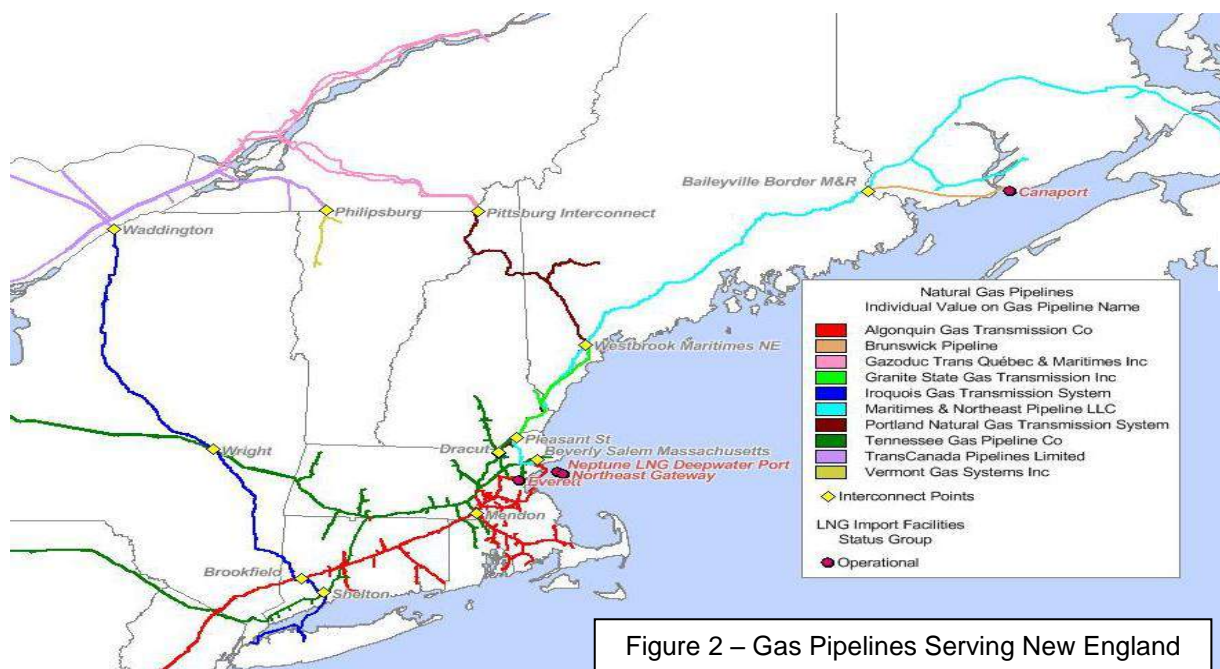 Baileyville Border M&R
Canaport
Philipsburg
Pittsburg Interconnect
Waddington
Natural Gas Pipelines
Individual Value on Gas Pipeline Name
Algonquin Gas Transmission Co
Brunswick Pipeline
Gazoduc Trans Québec & Maritimes Inc
Granite State Gas Transmission Inc
Iroquois Gas Transmission System
Maritimes & Northeast Pipeline LLC
Portland Natural Gas Transmission System
Tennessee Gas Pipeline Co
TransCanada Pipelines Limited
Vermont Gas Systems Inc
Interconnect Points
LNG Import Facilities
Status Group
Operational
Westbrook Maritimes NE
Wright
Pleasant St
Dracut
Beverly Salem Massachusetts
Neptune LNG Deepwater Port
Northeast Gateway
Everett
Mendon
Brookfield
Shelton
Figure 2 – Gas Pipelines Serving New England